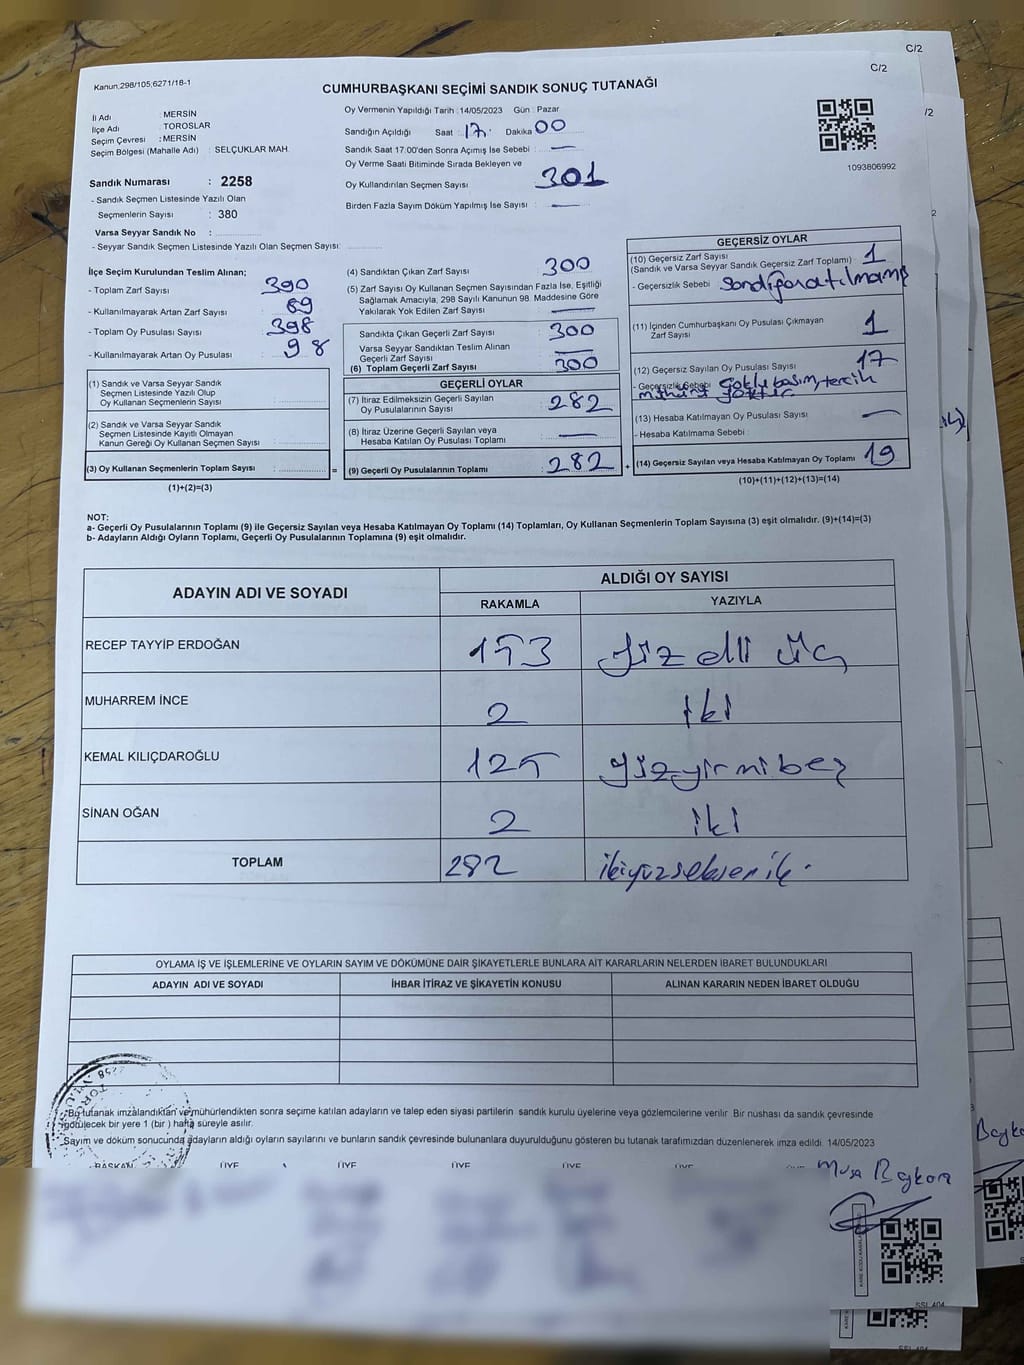 C/2
C/2
Kanun;298/105;6271/18-1
CUMHURBAŞKANI SEÇİMİ SANDIK SONUÇ TUTANAĞI
İl Adı : MERSİN
İlçe Adı : TOROSLAR
Seçim Çevresi : MERSİN
Seçim Bölgesi (Mahalle Adı) : SELÇUKLAR MAH.
Sandık Numarası : 2258
- Sandık Seçmen Listesinde Yazılı Olan
Seçmenlerin Sayısı : 380
Varsa Seyyar Sandık No :
- Seyyar Sandık Seçmen Listesinde Yazılı Olan Seçmen Sayısı:
Oy Vermenin Yapıldığı Tarih :14/05/2023 Gün : Pazar
Sandığın Açıldığı Saat : 17. Dakika 00
Sandık Saat 17:00'den Sonra Açımış İse Sebebi : —
Oy Verme Saati Bitiminde Sırada Bekleyen ve
Oy Kullandırılan Seçmen Sayısı 301
Birden Fazla Sayım Döküm Yapılmış İse Sayısı : —
1093806992
İlçe Seçim Kurulundan Teslim Alınan;
- Toplam Zarf Sayısı : 390
- Kullanılmayarak Artan Zarf Sayısı : 89
- Toplam Oy Pusulası Sayısı : 398
- Kullanılmayarak Artan Oy Pusulası : 98
(1) Sandık ve Varsa Seyyar Sandık
Seçmen Listesinde Yazılı Olup
Oy Kullanan Seçmenlerin Sayısı :
(2) Sandık ve Varsa Seyyar Sandık
Seçmen Listesinde Kayıtlı Olmayan
Kanun Gereği Oy Kullanan Seçmen Sayısı :
(3) Oy Kullanan Seçmenlerin Toplam Sayısı : =
(1)+(2)=(3)
(4) Sandıktan Çıkan Zarf Sayısı : 300
(5) Zarf Sayısı Oy Kullanan Seçmen Sayısından Fazla İse, Eşitliği
Sağlamak Amacıyla, 298 Sayılı Kanunun 98. Maddesine Göre
Yakılarak Yok Edilen Zarf Sayısı : —
Sandıkta Çıkan Geçerli Zarf Sayısı : 300
Varsa Seyyar Sandıktan Teslim Alınan
Geçerli Zarf Sayısı : —
(6) Toplam Geçerli Zarf Sayısı : 300
GEÇERLİ OYLAR
(7) İtiraz Edilmeksizin Geçerli Sayılan
Oy Pusulalarının Sayısı : 282
(8) İtiraz Üzerine Geçerli Sayılan veya
Hesaba Katılan Oy Pusulası Toplamı : —
(9) Geçerli Oy Pusulalarının Toplamı : 282 +
GEÇERSİZ OYLAR
(10) Geçersiz Zarf Sayısı : 1
(Sandık ve Varsa Seyyar Sandık Geçersiz Zarf Toplamı)
- Geçersizlik Sebebi
(11) İçinden Cumhurbaşkanı Oy Pusulası Çıkmayan
Zarf Sayısı : 1
(12) Geçersiz Sayılan Oy Pusulası Sayısı : 17
- Geçersizlik Sebebi çoklu basım, tercih
mührü yoktur.
(13) Hesaba Katılmayan Oy Pusulası Sayısı : —
- Hesaba Katılmama Sebebi :
(14) Geçersiz Sayılan veya Hesaba Katılmayan Oy Toplamı : 19
(10)+(11)+(12)+(13)=(14)
NOT:
a- Geçerli Oy Pusulalarının Toplamı (9) ile Geçersiz Sayılan veya Hesaba Katılmayan Oy Toplamı (14) Toplamları, Oy Kullanan Seçmenlerin Toplam Sayısına (3) eşit olmalıdır. (9)+(14)=(3)
b- Adayların Aldığı Oyların Toplamı, Geçerli Oy Pusulalarının Toplamına (9) eşit olmalıdır.
ADAYIN ADI VE SOYADI
ALDIĞI OY SAYISI
RAKAMLA YAZIYLA
RECEP TAYYİP ERDOĞAN 153 Yüz elli üç
MUHARREM İNCE 2 iki
KEMAL KILIÇDAROĞLU 125 yüzyirmibeş
SİNAN OĞAN 2 iki
TOPLAM 282 ikiyüzseksen iki
OYLAMA İŞ VE İŞLEMLERİNE VE OYLARIN SAYIM VE DÖKÜMÜNE DAİR ŞİKAYETLERLE BUNLARA AİT KARARLARIN NELERDEN İBARET BULUNDUKLARI
ADAYIN ADI VE SOYADI İHBAR İTİRAZ VE ŞİKAYETİN KONUSU ALINAN KARARIN NEDEN İBARET OLDUĞU
2258
Bu tutanak imzalandıktan ve mühürlendikten sonra seçime katılan adayların ve talep eden siyasi partilerin sandık kurulu üyelerine veya gözlemcilerine verilir Bir nushası da sandık çevresinde
görülecek bir yere 1 (bir ) hafta süreyle asılır.
Sayım ve döküm sonucunda adayların aldığı oyların sayılarını ve bunların sandık çevresinde bulunanlara duyurulduğunu gösteren bu tutanak tarafımızdan düzenlenerek imza edildi. 14/05/2023
BAŞKAN ÜYE ÜYE ÜYE ÜYE ÜYE
Musa Baykara
SSI 404